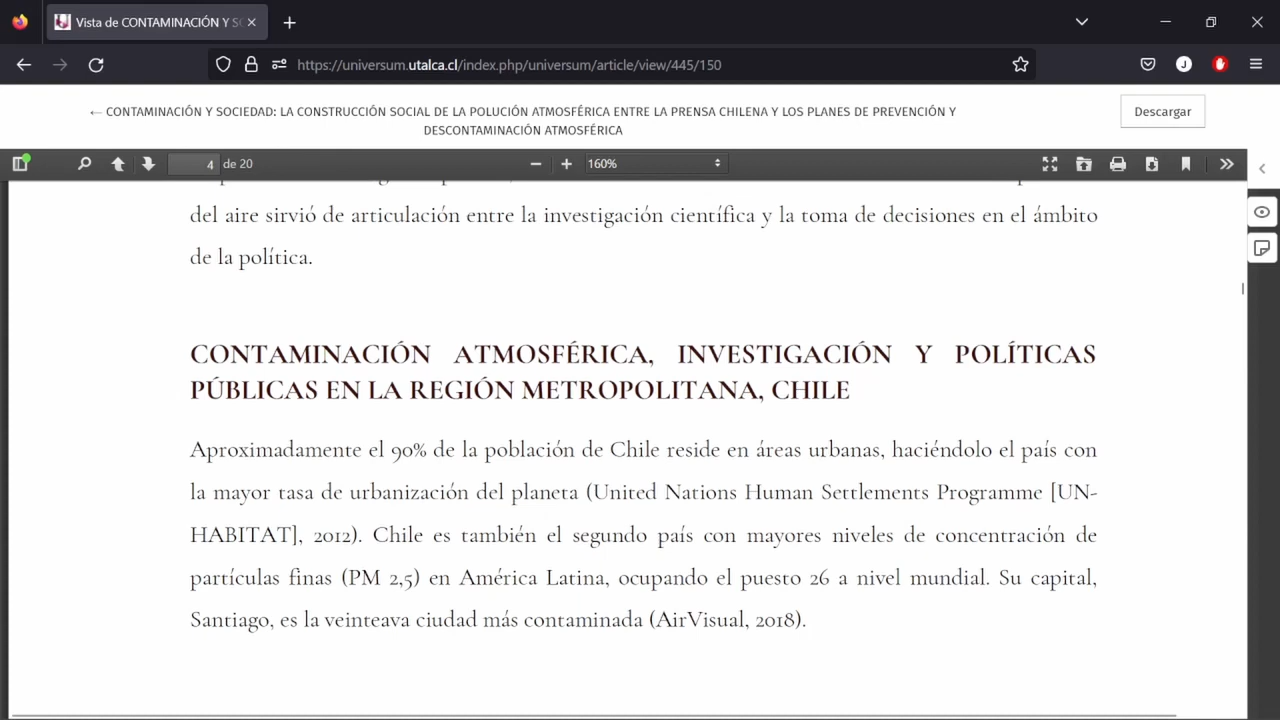 Vista de CONTAMINACIÓN Y SO
https://universum.utalca.cl/index.php/universum/article/view/445/150
← CONTAMINACIÓN Y SOCIEDAD: LA CONSTRUCCIÓN SOCIAL DE LA POLUCIÓN ATMOSFÉRICA ENTRE LA PRENSA CHILENA Y LOS PLANES DE PREVENCIÓN Y
DESCONTAMINACIÓN ATMOSFÉRICA
Descargar
4 de 20
160%
del aire sirvió de articulación entre la investigación científica y la toma de decisiones en el ámbito
de la política.
CONTAMINACIÓN ATMOSFÉRICA, INVESTIGACIÓN Y POLÍTICAS
PÚBLICAS EN LA REGIÓN METROPOLITANA, CHILE
Aproximadamente el 90% de la población de Chile reside en áreas urbanas, haciéndolo el país con
la mayor tasa de urbanización del planeta (United Nations Human Settlements Programme [UN-
HABITAT], 2012). Chile es también el segundo país con mayores niveles de concentración de
partículas finas (PM 2,5) en América Latina, ocupando el puesto 26 a nivel mundial. Su capital,
Santiago, es la veinteava ciudad más contaminada (AirVisual, 2018).